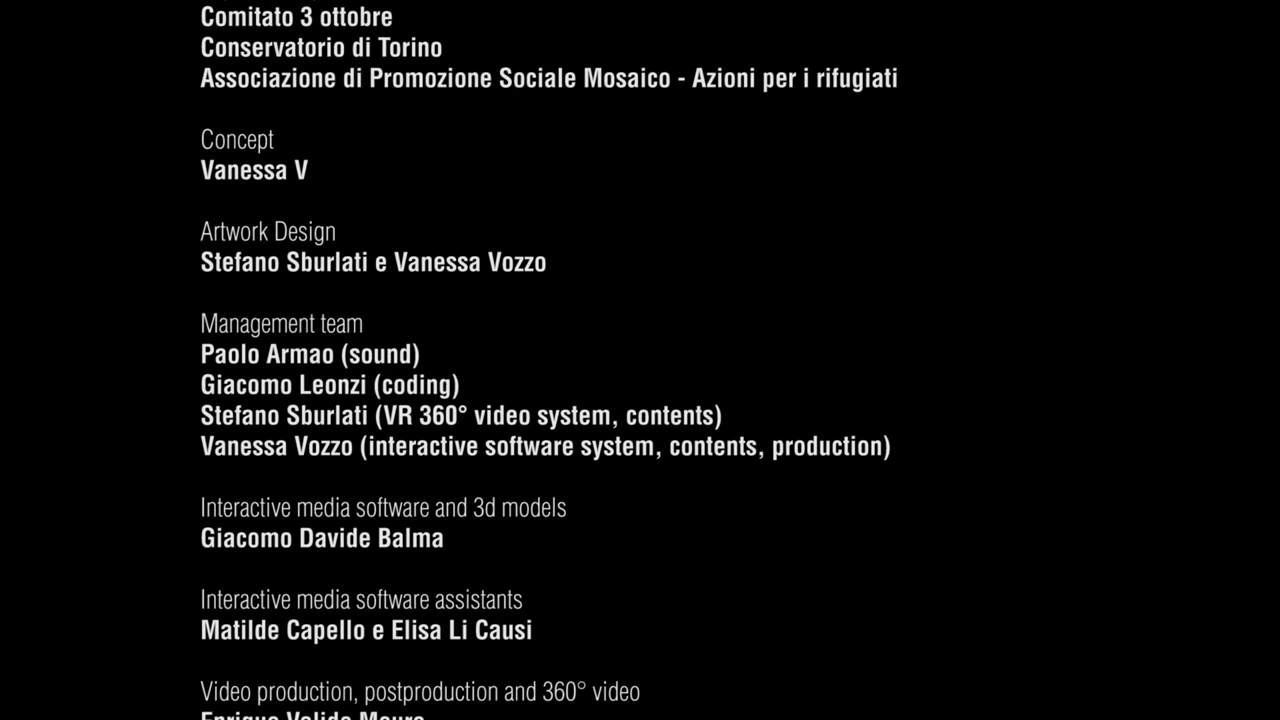 Comitato 3 ottobre
Conservatorio di Torino
Associazione di Promozione Sociale Mosaico - Azioni per i rifugiati
Concept
Vanessa V
Artwork Design
Stefano Sburlati e Vanessa Vozzo
Management team
Paolo Armao (sound)
Giacomo Leonzi (coding)
Stefano Sburlati (VR 360° video system, contents)
Vanessa Vozzo (interactive software system, contents, production)
Interactive media software and 3d models
Giacomo Davide Balma
Interactive media software assistants
Matilde Capello e Elisa Li Causi
Video production, postproduction and 360° video